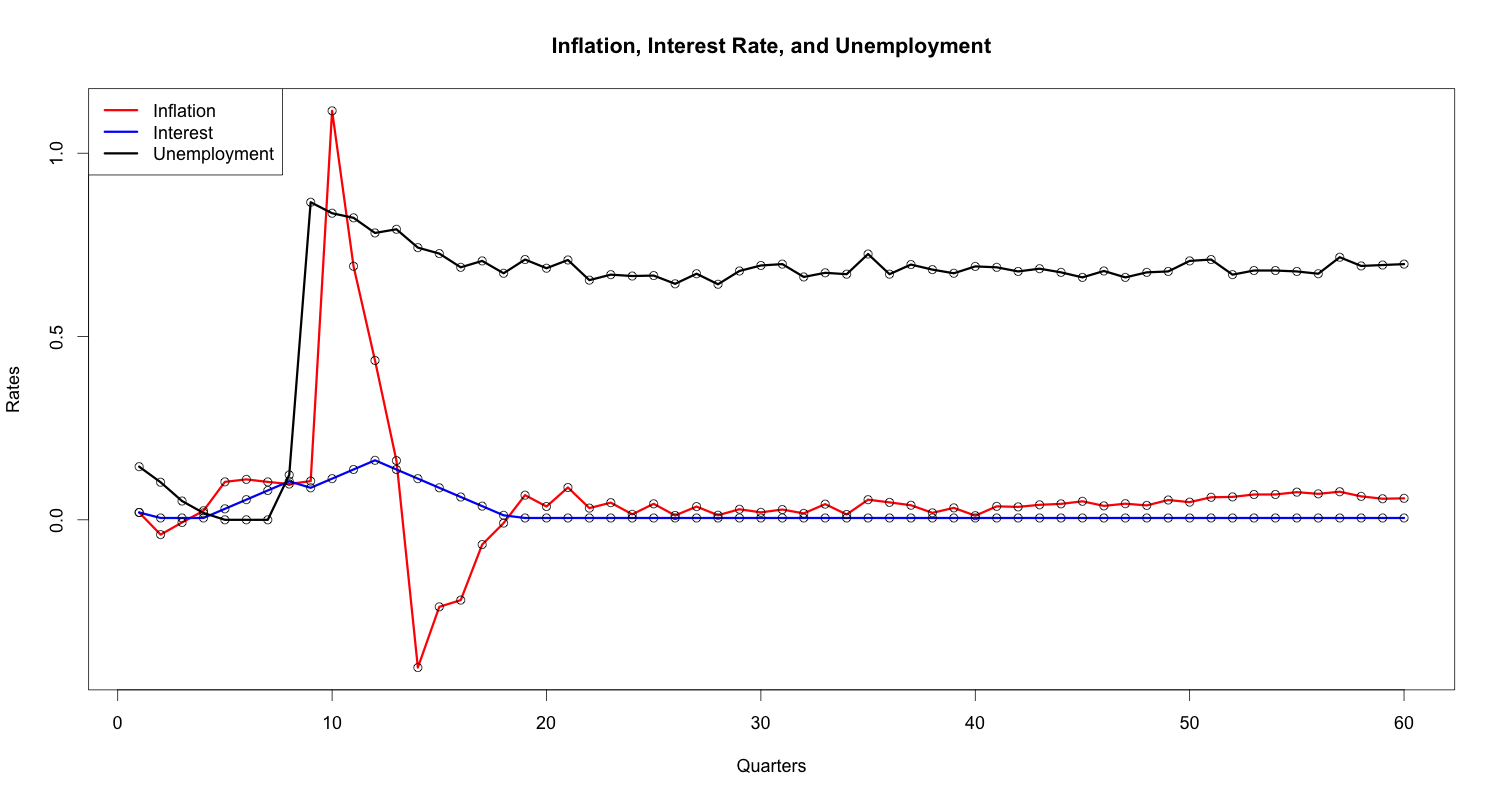 Inflation, Interest Rate, and Unemployment
Inflation
Interest
Unemployment
1.0
0.5
0.0
Rates
0 10 20 30 40 50 60
Quarters